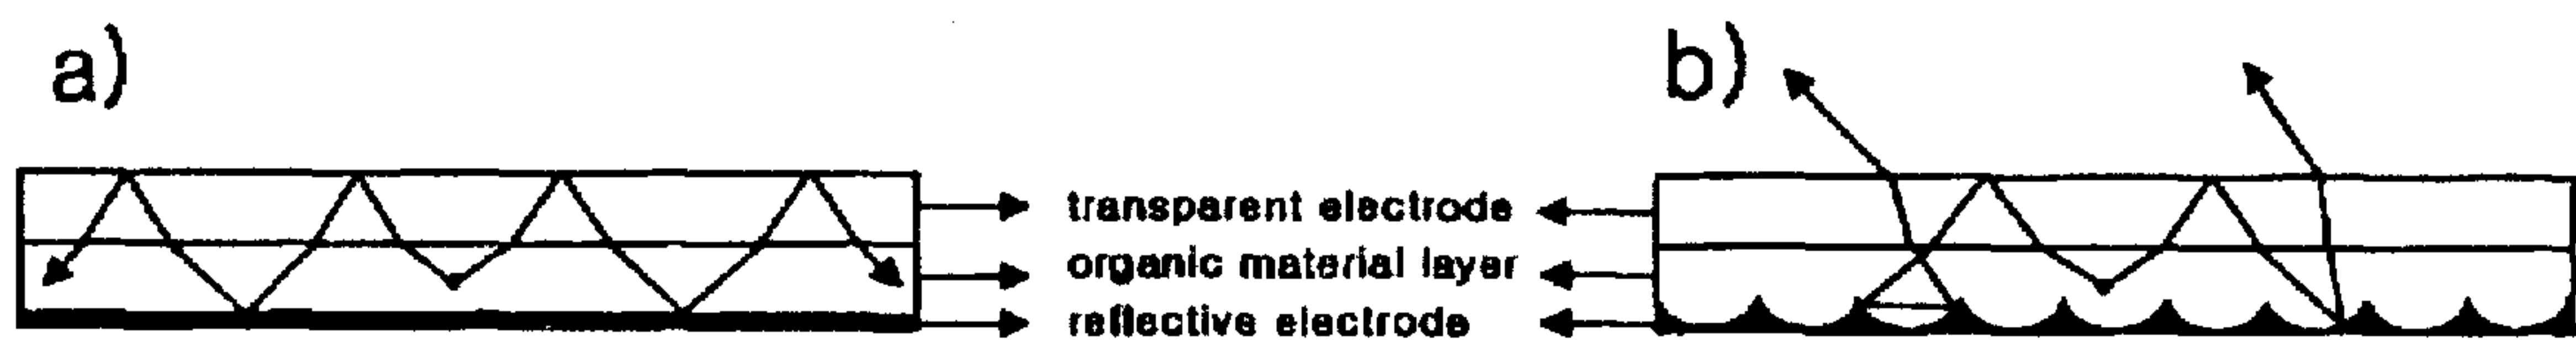 a)
b)
transparent electrode
organic material layer
reflective electrode